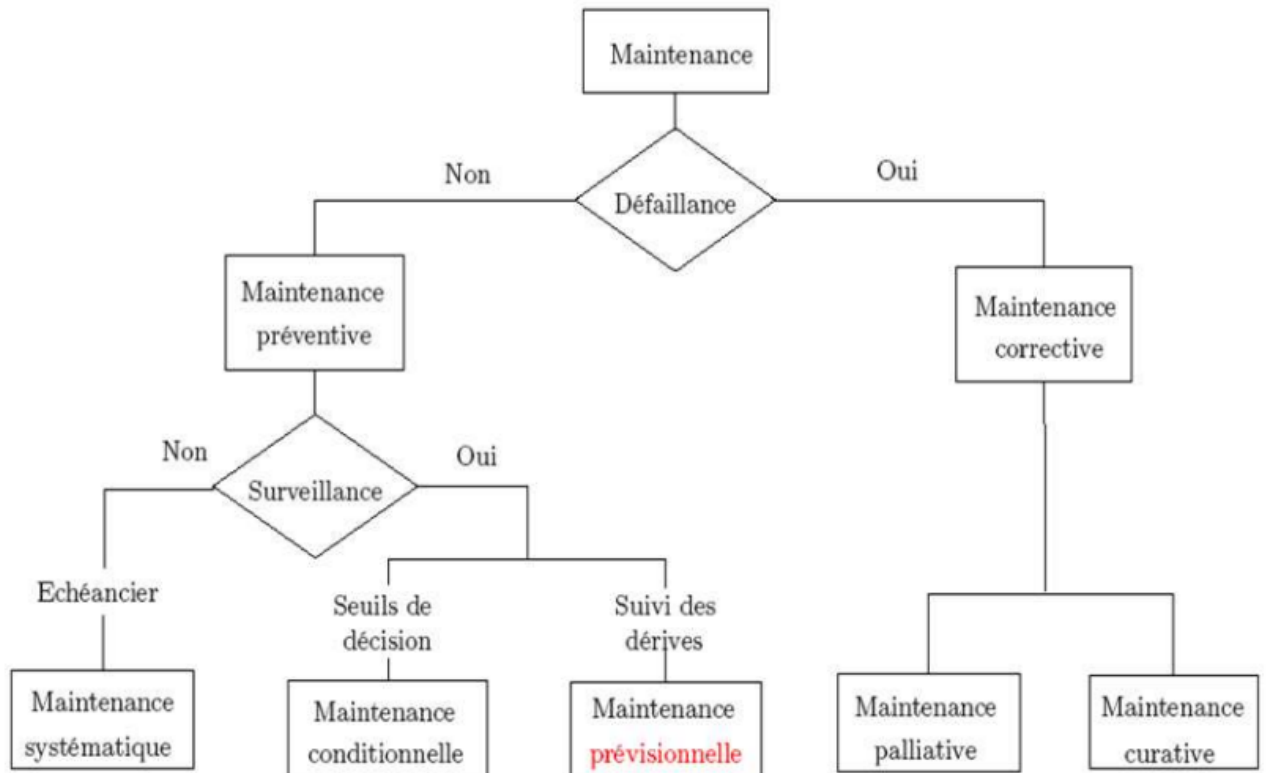 Maintenance
Non
Oui
Défaillance
Maintenance
préventive
Maintenance
corrective
Non
Oui
Surveillance
Echéancier
Seuils de
décision
Suivi des
dérives
Maintenance
systématique
Maintenance
conditionnelle
Maintenance
prévisionnelle
Maintenance
palliative
Maintenance
curative